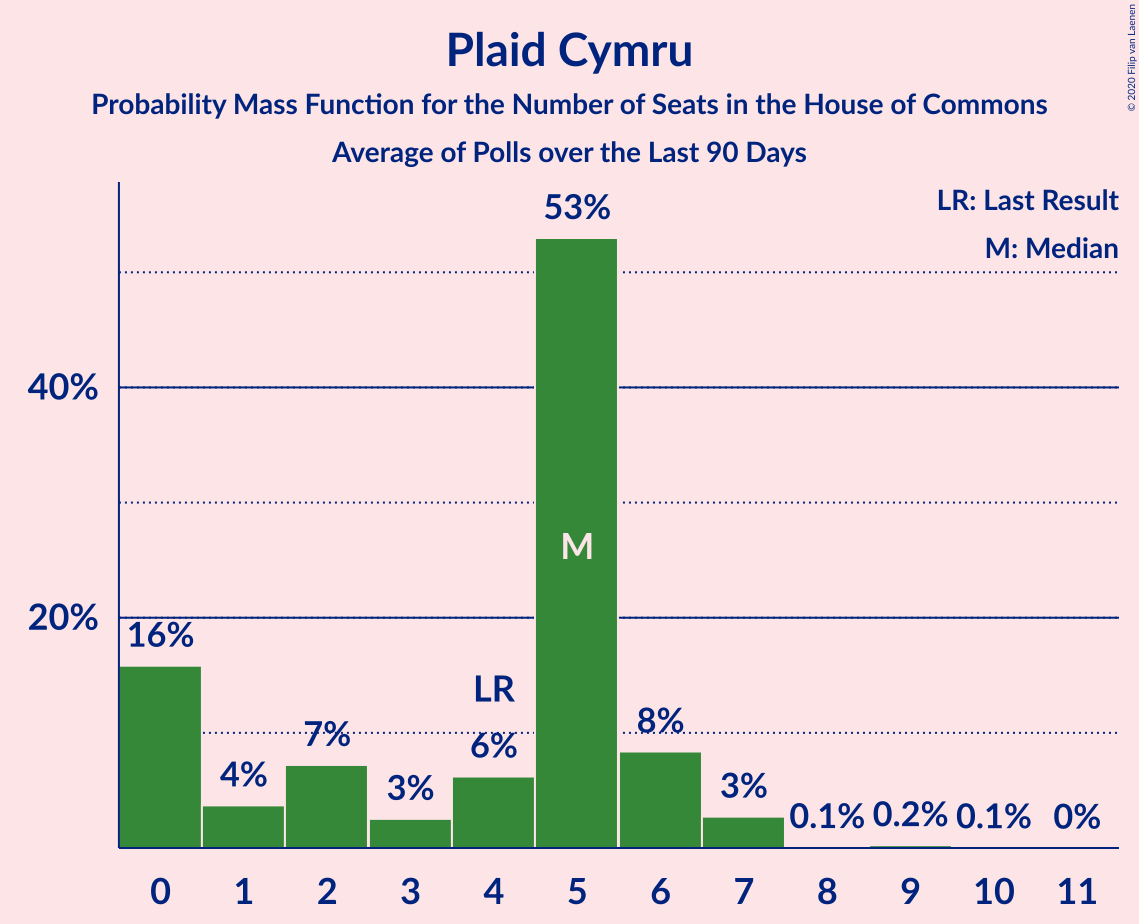 Plaid Cymru
Probability Mass Function for the Number of Seats in the House of Commons
Average of Polls over the Last 90 Days
© 2020 Filip van Laenen
LR: Last Result
M: Median
53%
40%
M
20%
16%
LR
8%
7%
6%
4%
3%
3%
0.1%
0.2%
0.1%
0%
0 1 2 3 4 5 6 7 8 9 10 11